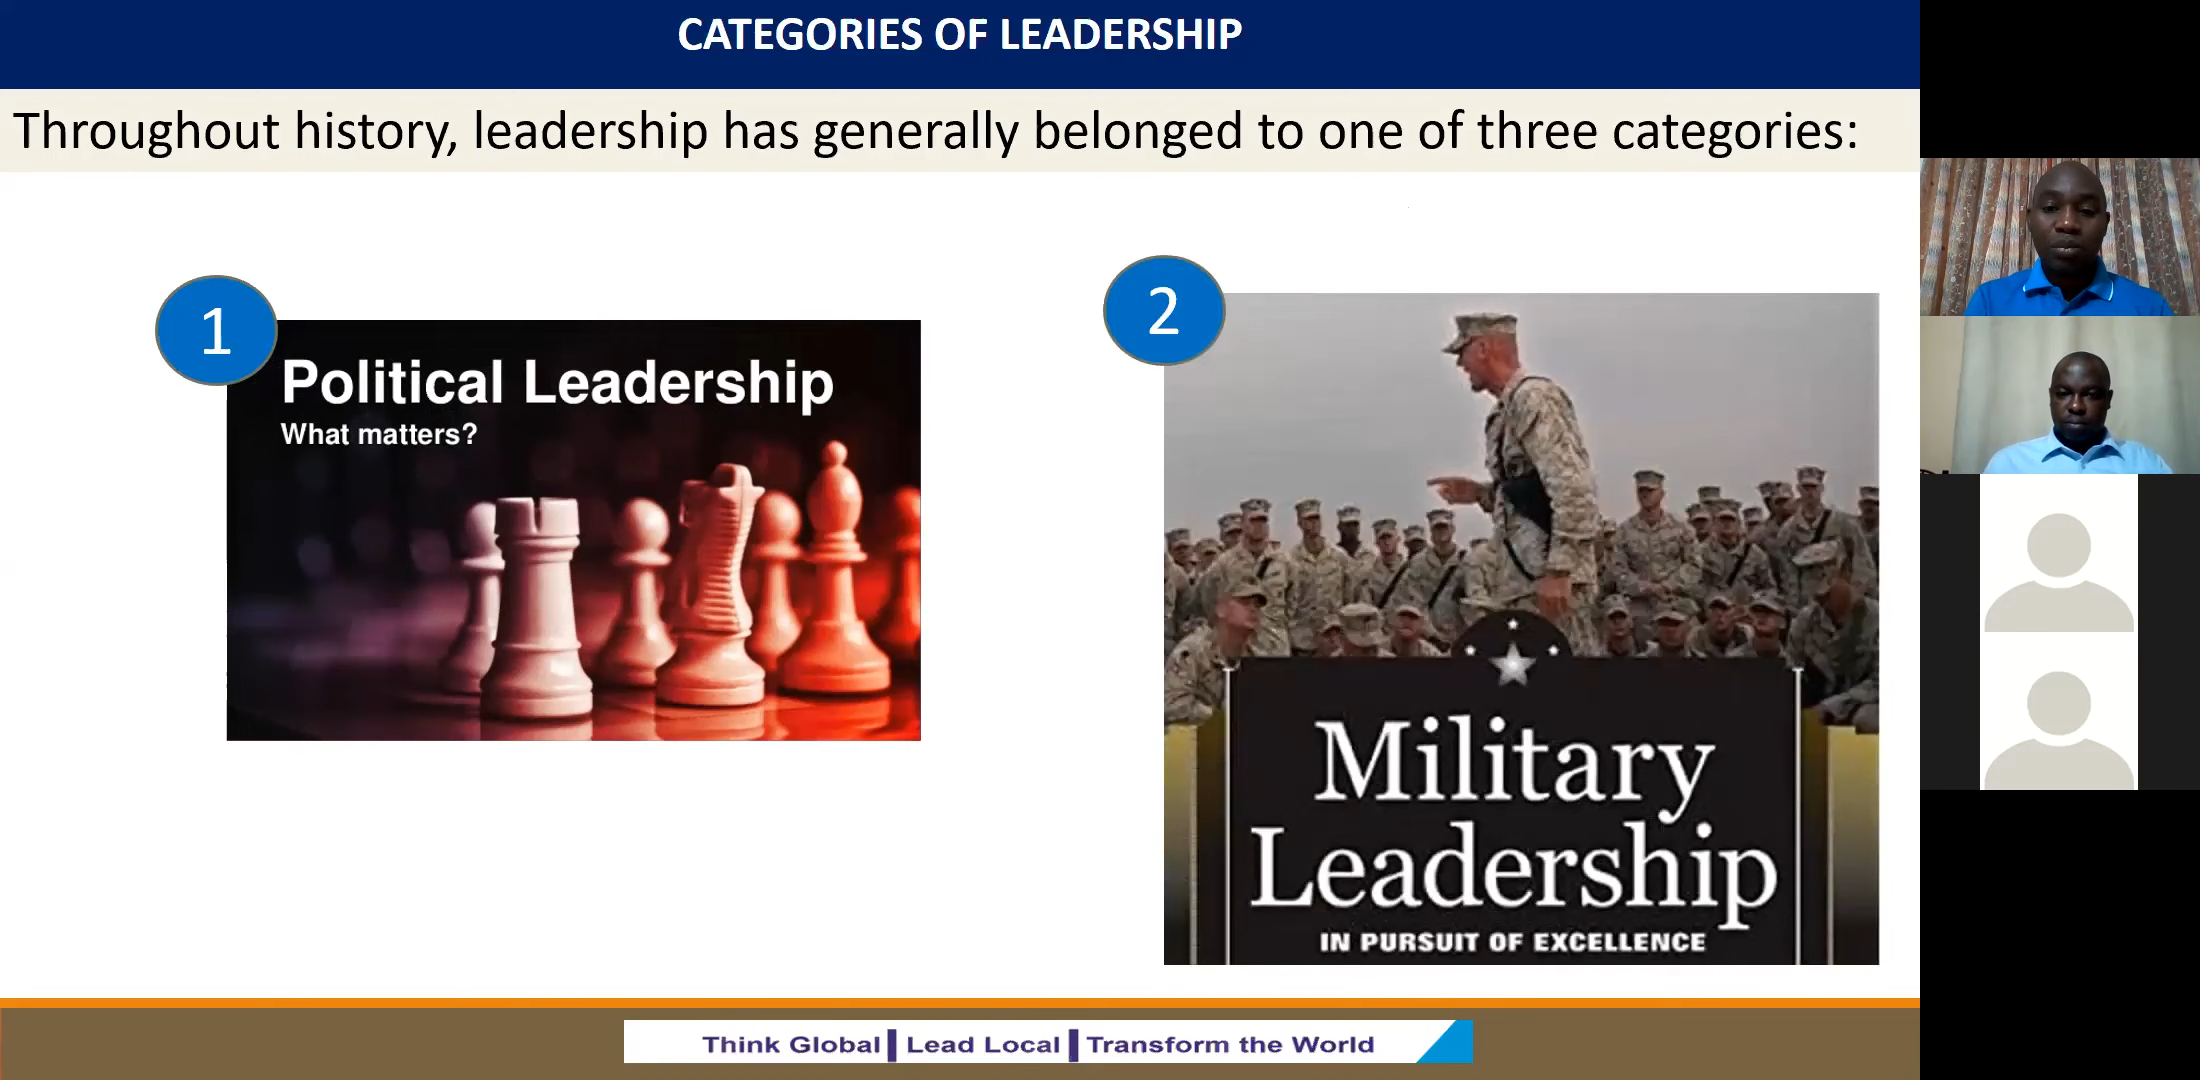 CATEGORIES OF LEADERSHIP
Throughout history, leadership has generally belonged to one of three categories:
1
Political Leadership
What matters?
2
Military
Leadership
IN PURSUIT OF EXCELLENCE
Think Global | Lead Local | Transform the World